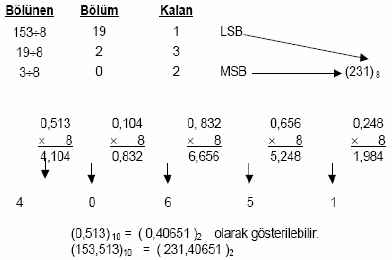 Bölünen Bölüm Kalan
153÷8 19 1 LSB
19÷8 2 3
3÷8 0 2 MSB (231)8
0,513 0,104 0, 832 0,656 0,248
× 8 × 8 × 8 × 8 × 8
4,104 0,832 6,656 5,248 1,984
4 0 6 5 1
(0,513)10 = ( 0,40651 )2 olarak gösterilebilir.
(153,513)10 = ( 231,40651 )2